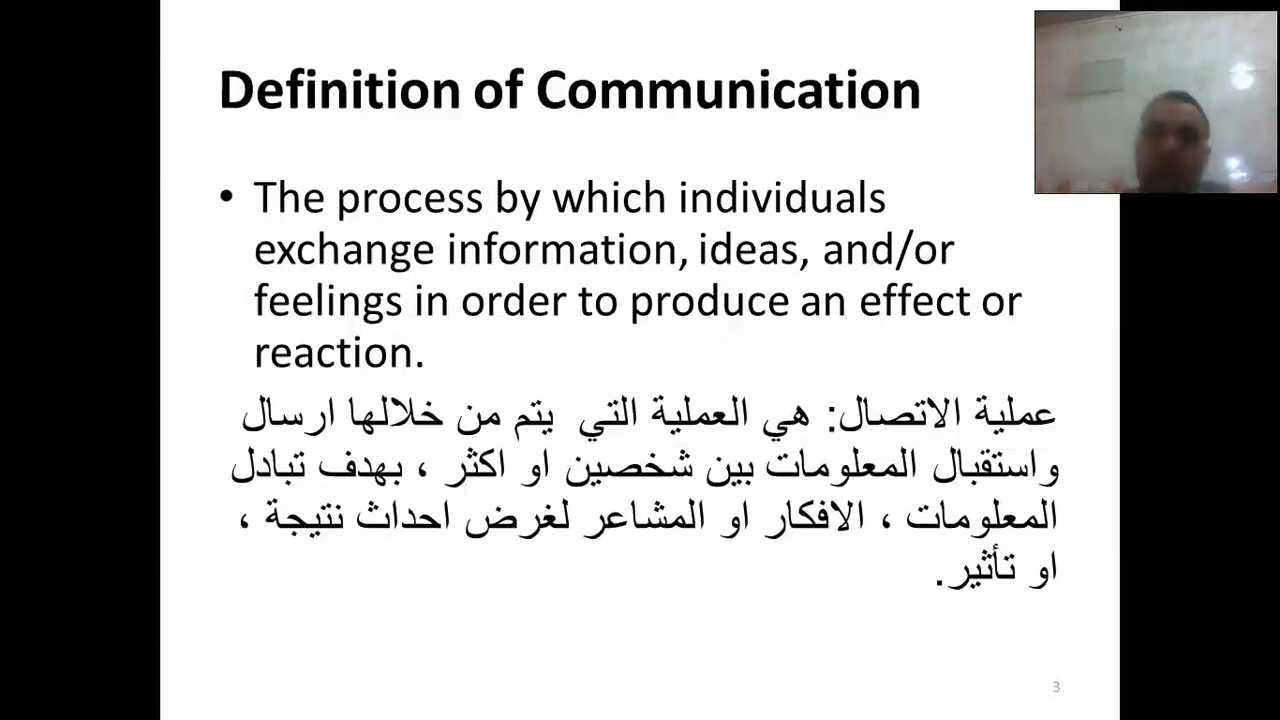 Definition of Communication
• The process by which individuals
exchange information, ideas, and/or
feelings in order to produce an effect or
reaction.
عملية الاتصال: هي العملية التي يتم من خلالها ارسال
واستقبال المعلومات بين شخصين او اكثر ، بهدف تبادل
المعلومات ، الافكار او المشاعر لغرض احداث نتيجة ،
او تأثير.
3